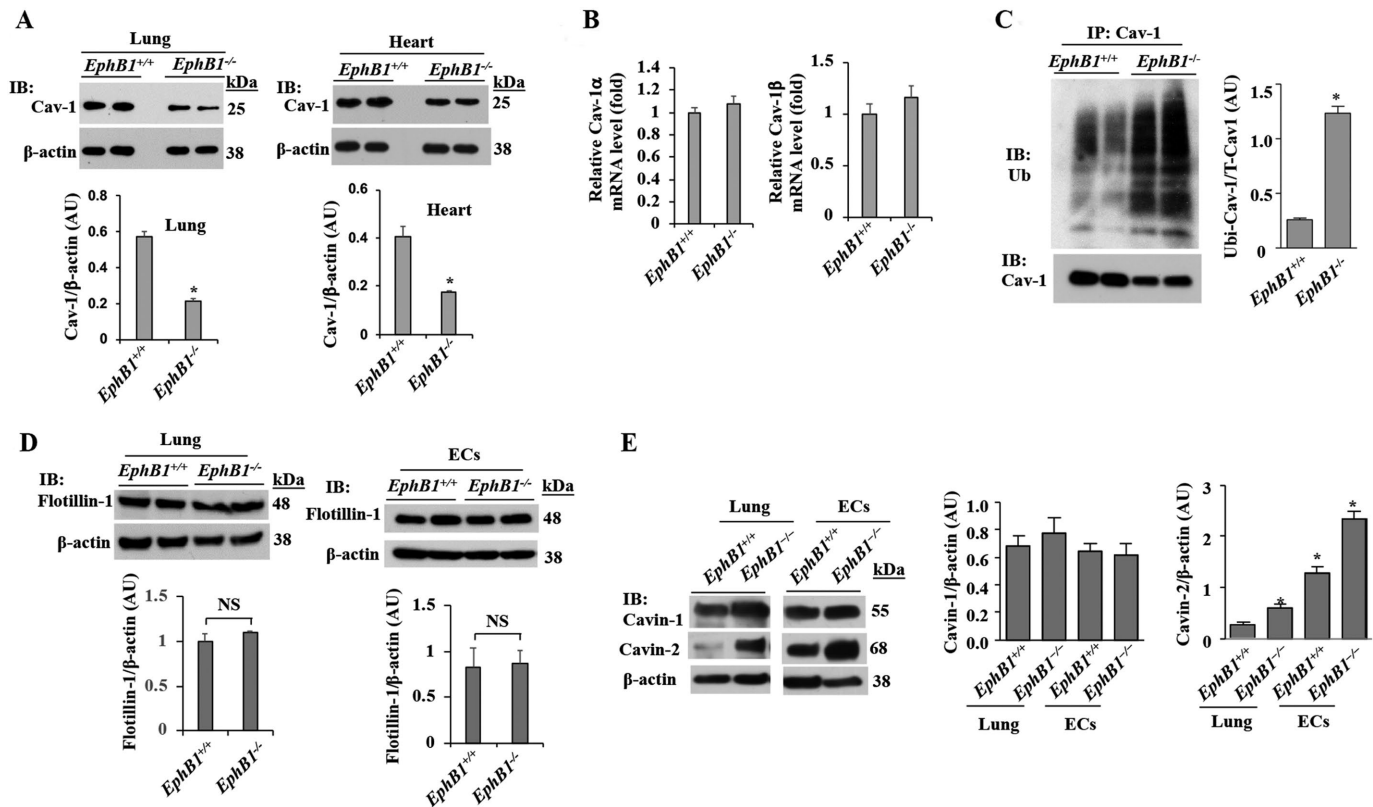 A
Lung
EphB1+/+ EphB1-/-
IB:
kDa
Cav-1
25
β-actin
38
Heart
EphB1+/+ EphB1-/-
IB:
kDa
Cav-1
25
β-actin
38
Cav-1/β-actin (AU)
0.8
0.6
0.4
0.2
0
Lung
EphB1+/+
*
EphB1-/-
Cav-1/β-actin (AU)
0.6
0.4
0.2
0
Heart
EphB1+/+
*
EphB1-/-
B
Relative Cav-1α
mRNA level (fold)
1.4
1.2
1
0.8
0.6
0.4
0.2
0
EphB1+/+
EphB1-/-
Relative Cav-1β
mRNA level (fold)
1.5
1
0.5
0
EphB1+/+
EphB1-/-
C
IP: Cav-1
EphB1+/+ EphB1-/-
IB:
Ub
IB:
Cav-1
Ubi-Cav-1/T-Cav1 (AU)
1.5
1.0
.5
0
*
EphB1+/+
EphB1-/-
D
Lung
EphB1+/+ EphB1-/-
IB:
kDa
Flotillin-1
48
β-actin
38
ECs
EphB1+/+ EphB1-/-
IB:
kDa
Flotillin-1
48
β-actin
38
Flotillin-1/β-actin (AU)
1.5
1
0.5
0
NS
EphB1+/+
EphB1-/-
Flotillin-1/β-actin (AU)
1.5
1
0.5
0
NS
EphB1+/+
EphB1-/-
E
Lung
ECs
EphB1+/+
EphB1-/-
EphB1+/+
EphB1-/-
kDa
IB:
Cavin-1
55
Cavin-2
68
β-actin
38
Cavin-1/β-actin (AU)
1.0
0.8
0.6
0.4
0.2
0.0
EphB1+/+
EphB1-/-
EphB1+/+
EphB1-/-
Lung
ECs
Cavin-2/β-actin (AU)
3
2
1
0
*
*
*
EphB1+/+
EphB1-/-
EphB1+/+
EphB1-/-
Lung
ECs